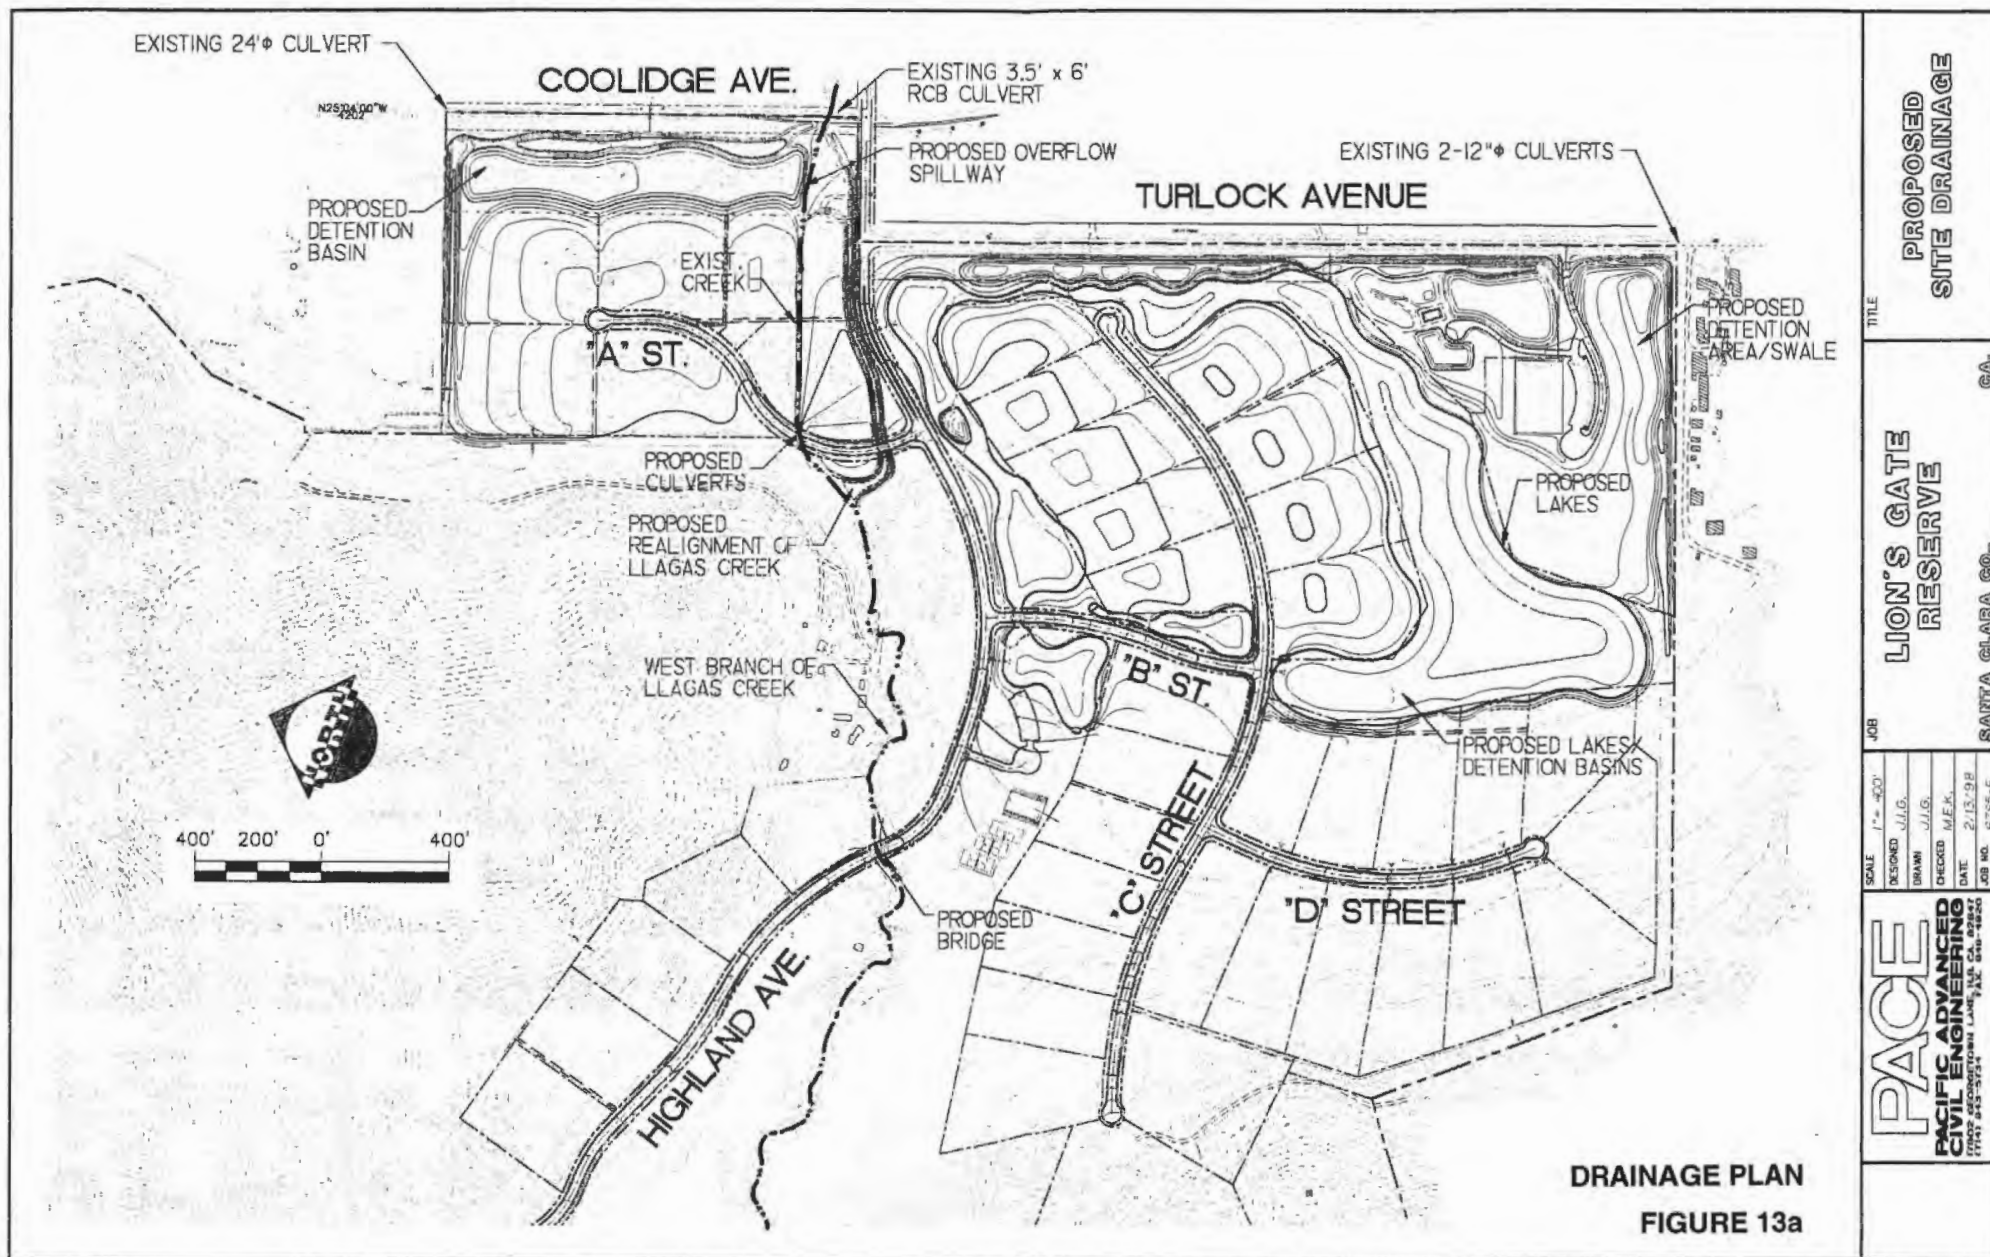 EXISTING 24'φ CULVERT
COOLIDGE AVE.
EXISTING 3.5' x 6'
RCB CULVERT
N25°04'00"W
4202
PROPOSED OVERFLOW
SPILLWAY
EXISTING 2-12"φ CULVERTS
TURLOCK AVENUE
PROPOSED
DETENTION
BASIN
EXIST.
CREEK
PROPOSED
DETENTION
AREA/SWALE
"A" ST.
PROPOSED
CULVERTS
PROPOSED
LAKES
PROPOSED
REALIGNMENT OF
LLAGAS CREEK
WEST BRANCH OF
LLAGAS CREEK
"B" ST.
NORTH
PROPOSED LAKES/
DETENTION BASINS
400' 200' 0' 400'
"C" STREET
"D" STREET
PROPOSED
BRIDGE
HIGHLAND AVE.
DRAINAGE PLAN
FIGURE 13a
TITLE
PROPOSED
SITE DRAINAGE
JOB
LION'S GATE
RESERVE
SANTA CLARA CO. CA.
SCALE 1"=400'
DESIGNED J.J.G.
DRAWN J.J.G.
CHECKED M.E.K.
DATE 2/13/98
JOB NO.
PACE
PACIFIC ADVANCED
CIVIL ENGINEERING